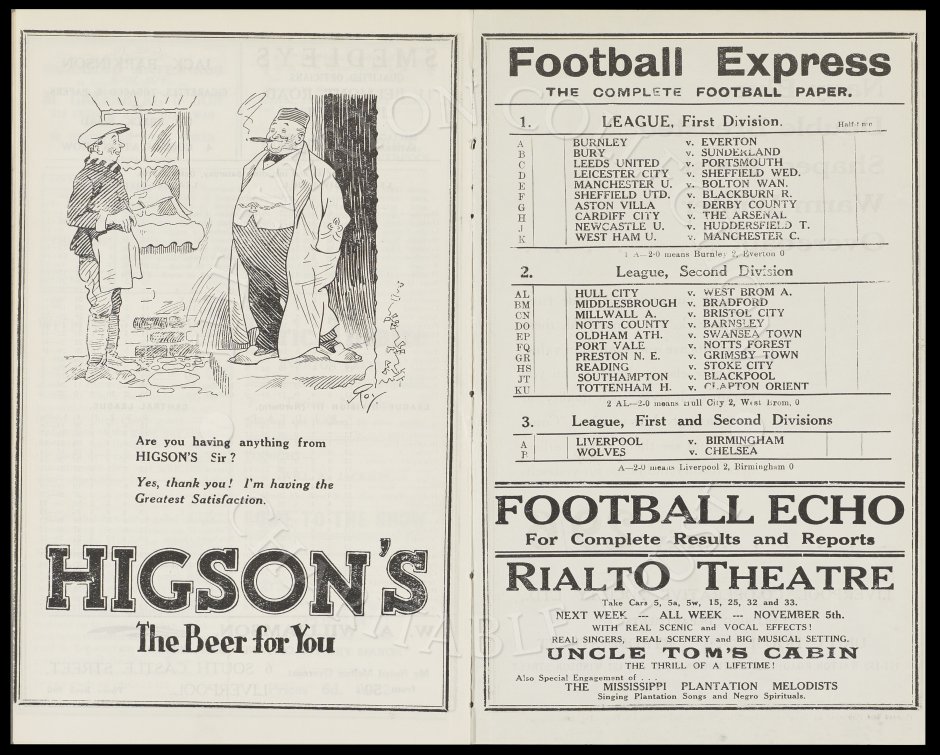 Are you having anything from
HIGSON'S Sir?
Yes, thank you! I'm having the
Greatest Satisfaction.
HIGSON'S
The Beer for You
Football Express
THE COMPLETE FOOTBALL PAPER.
1. LEAGUE, First Division.
A BURNLEY v. EVERTON
B BURY v. SUNDERLAND
C LEEDS UNITED v. PORTSMOUTH
D LEICESTER CITY v. SHEFFIELD WED.
E MANCHESTER U. v. BOLTON WAN.
F SHEFFIELD UTD. v. BLACKBURN R.
G ASTON VILLA v. DERBY COUNTY
H CARDIFF CITY v. THE ARSENAL
J NEWCASTLE U. v. HUDDERSFIELD T.
K WEST HAM U. v. MANCHESTER C.
1 A—2-0 means Burnley 2, Everton 0
2. League, Second Division
AL HULL CITY v. WEST BROM A.
BM MIDDLESBROUGH v. BRADFORD
CN MILLWALL A. v. BRISTOL CITY
DO NOTTS COUNTY v. BARNSLEY
EP OLDHAM ATH. v. SWANSEA TOWN
FQ PORT VALE v. NOTTS FOREST
GR PRESTON N. E. v. GRIMSBY TOWN
HS READING v. STOKE CITY
JT SOUTHAMPTON v. BLACKPOOL
KU TOTTENHAM H. v. CLAPTON ORIENT
2 AL—2-0 means Hull City 2, West Brom. 0
3. League, First and Second Divisions
A LIVERPOOL v. BIRMINGHAM
B WOLVES v. CHELSEA
A—2-0 means Liverpool 2, Birmingham 0
FOOTBALL ECHO
For Complete Results and Reports
RIALTO THEATRE
Take Cars 5, 5a, 5w, 15, 25, 32 and 33.
NEXT WEEK --- ALL WEEK --- NOVEMBER 5th.
WITH REAL SCENIC and VOCAL EFFECTS!
REAL SINGERS, REAL SCENERY and BIG MUSICAL SETTING.
UNCLE TOM'S CABIN
THE THRILL OF A LIFETIME!
Also Special Engagement of . . .
THE MISSISSIPPI PLANTATION MELODISTS
Singing Plantation Songs and Negro Spirituals.